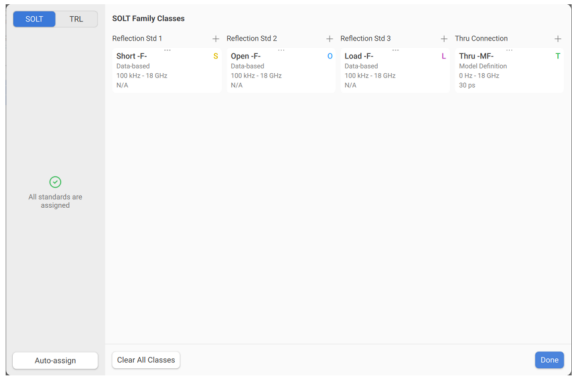 SOLT TRL
SOLT Family Classes
Reflection Std 1 + Reflection Std 2 + Reflection Std 3 + Thru Connection +
Short -F- S Open -F- O Load -F- L Thru -MF- T
Data-based Data-based Data-based Model Definition
100 kHz - 18 GHz 100 kHz - 18 GHz 100 kHz - 18 GHz 0 Hz - 18 GHz
N/A N/A N/A 30 ps
All standards are
assigned
Auto-assign Clear All Classes Done